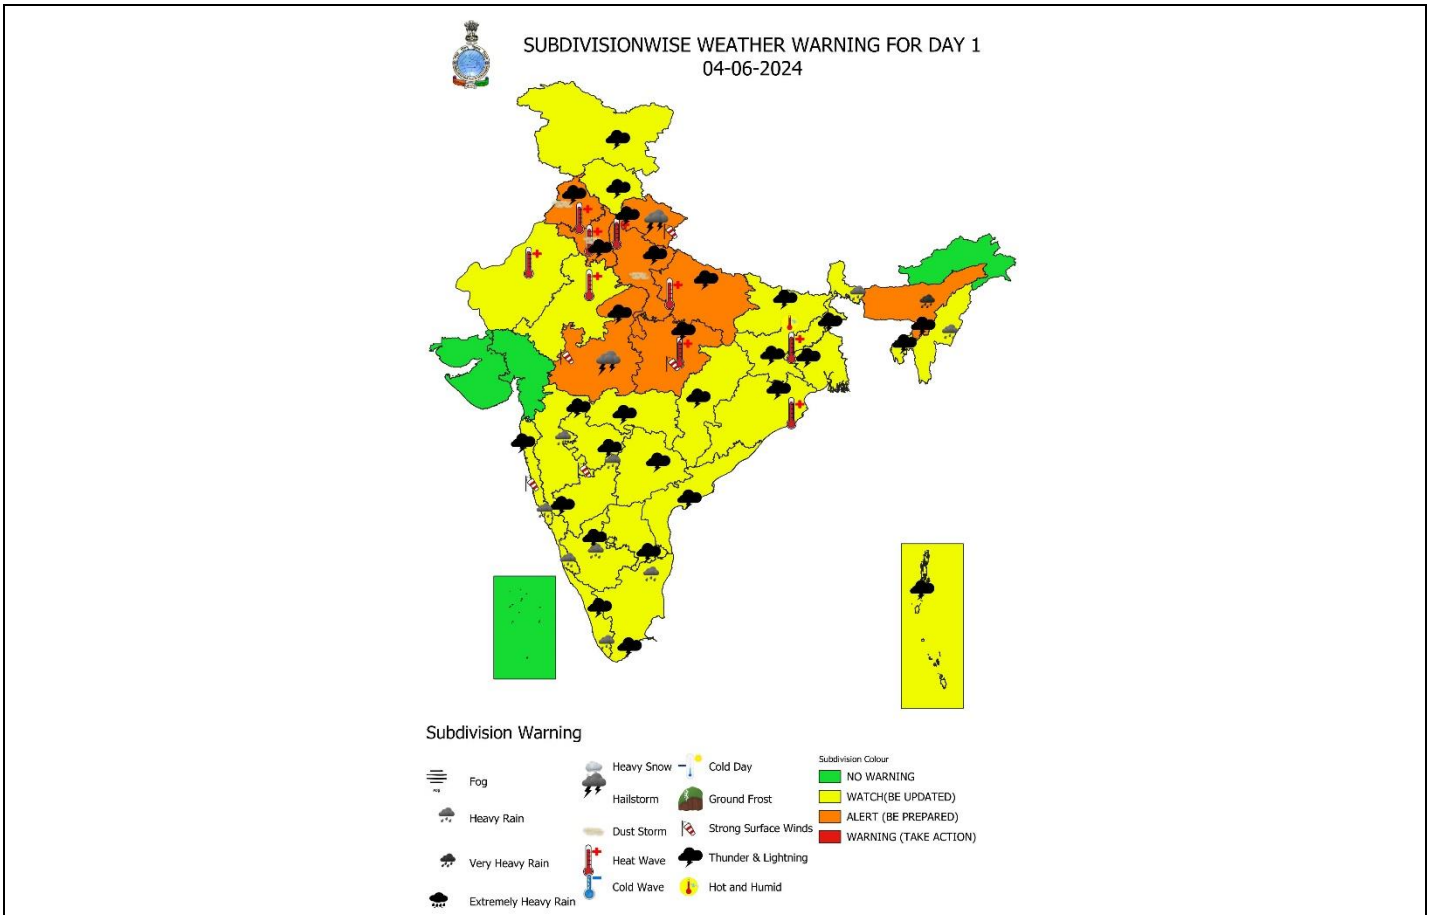 SUBDIVISIONWISE WEATHER WARNING FOR DAY 1
04-06-2024
Subdivision Warning
Fog
Heavy Rain
Very Heavy Rain
Extremely Heavy Rain
Heavy Snow
Hailstorm
Dust Storm
Heat Wave
Cold Wave
Cold Day
Ground Frost
Strong Surface Winds
Thunder & Lightning
Hot and Humid
Subdivision Colour
NO WARNING
WATCH(BE UPDATED)
ALERT (BE PREPARED)
WARNING (TAKE ACTION)